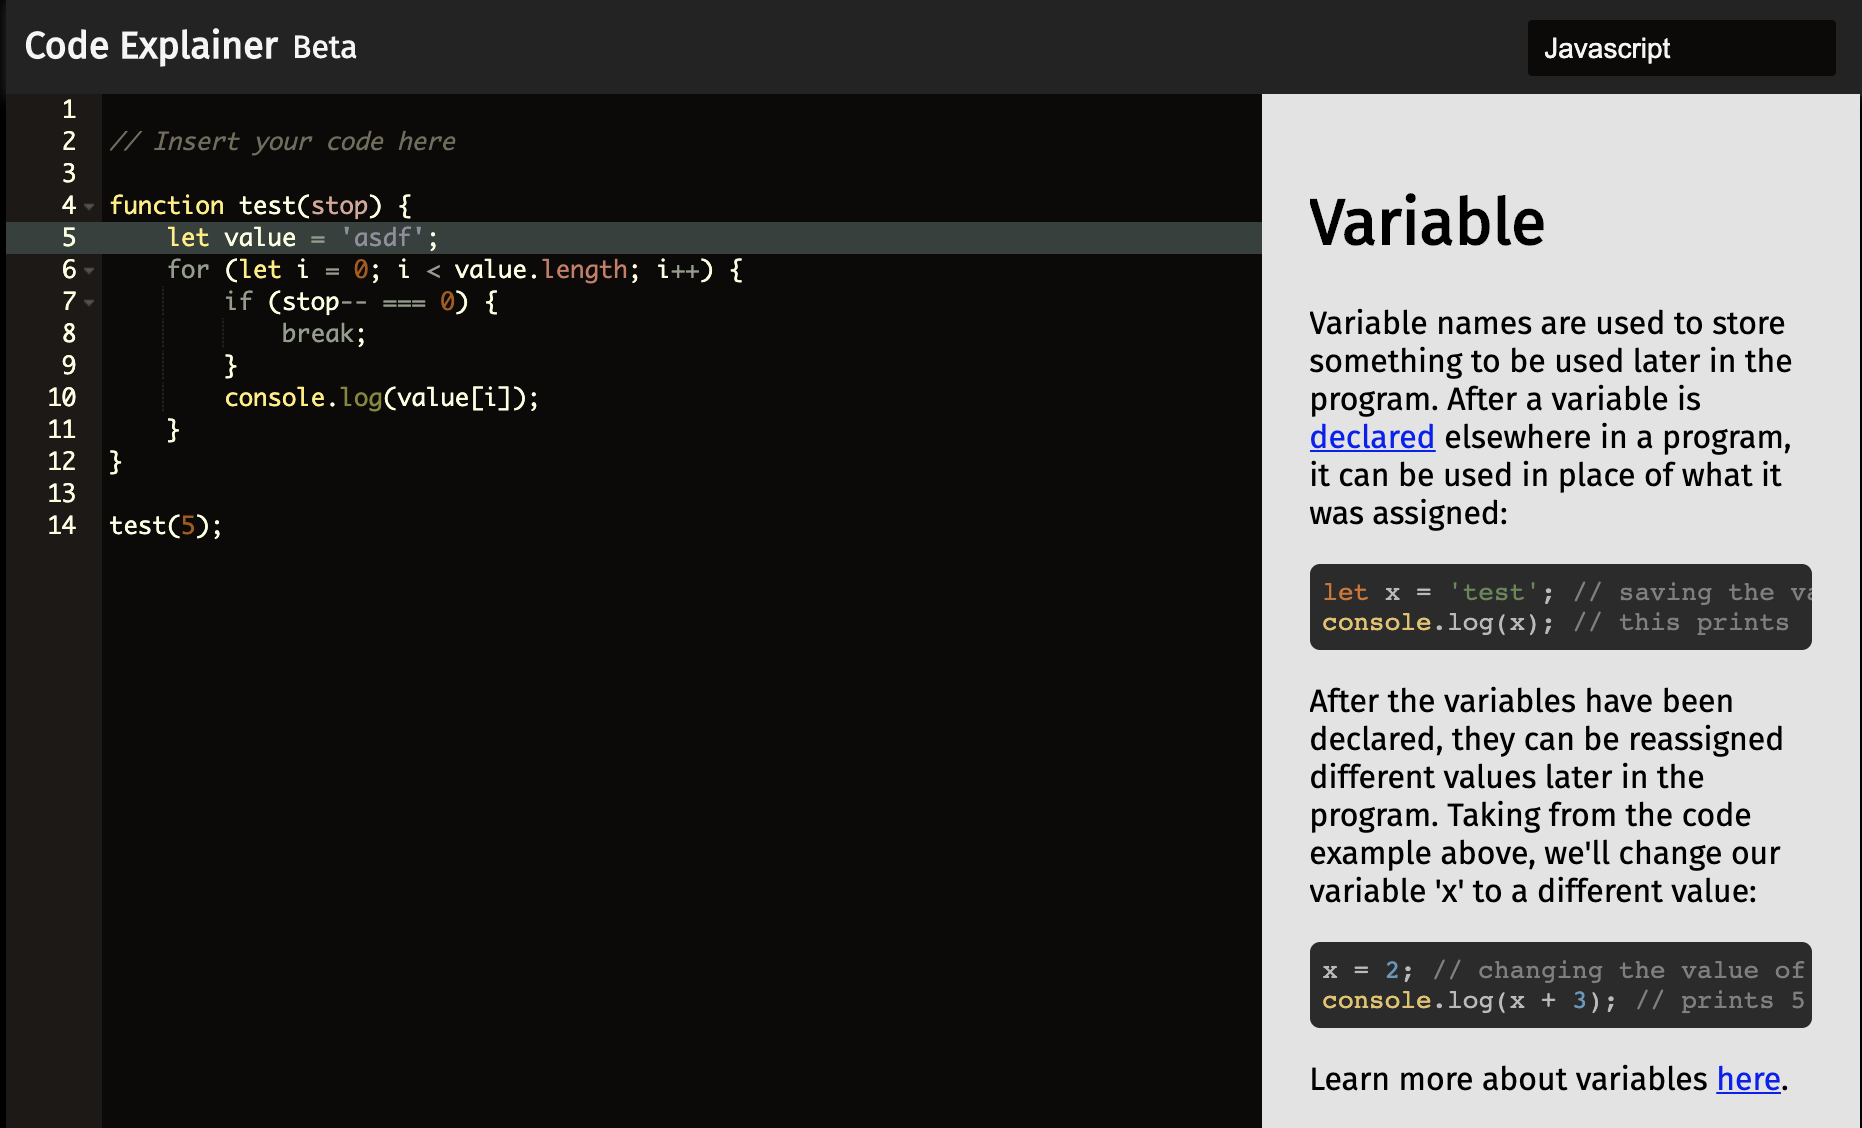 Code Explainer Beta
Javascript
1
2 // Insert your code here
3
4 function test(stop) {
5 let value = 'asdf';
6 for (let i = 0; i < value.length; i++) {
7 if (stop-- === 0) {
8 break;
9 }
10 console.log(value[i]);
11 }
12 }
13
14 test(5);
Variable
Variable names are used to store
something to be used later in the
program. After a variable is
declared elsewhere in a program,
it can be used in place of what it
was assigned:
let x = 'test'; // saving the va
console.log(x); // this prints
After the variables have been
declared, they can be reassigned
different values later in the
program. Taking from the code
example above, we'll change our
variable 'x' to a different value:
x = 2; // changing the value of
console.log(x + 3); // prints 5
Learn more about variables here.